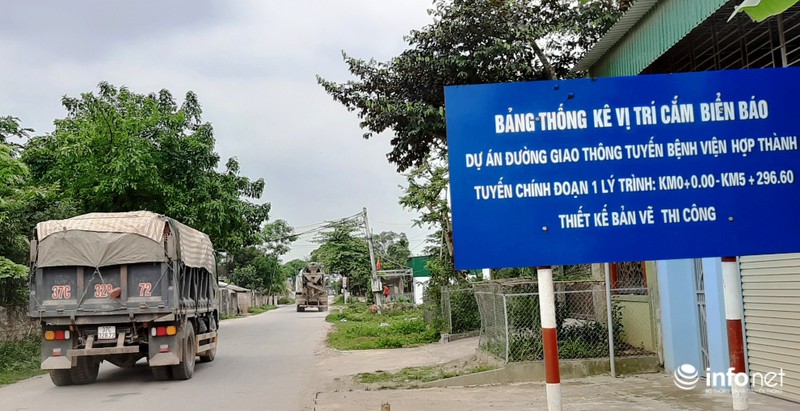 BẢNG THỐNG KÊ VỊ TRÍ CẮM BIỂN BÁO
DỰ ÁN ĐƯỜNG GIAO THÔNG TUYẾN BỆNH VIỆN HỢP THÀNH
TUYẾN CHÍNH ĐOẠN 1 LÝ TRÌNH: KM0+0.00-KM5+296.60
THIẾT KẾ BẢN VẼ THI CÔNG
37C
72
infonet